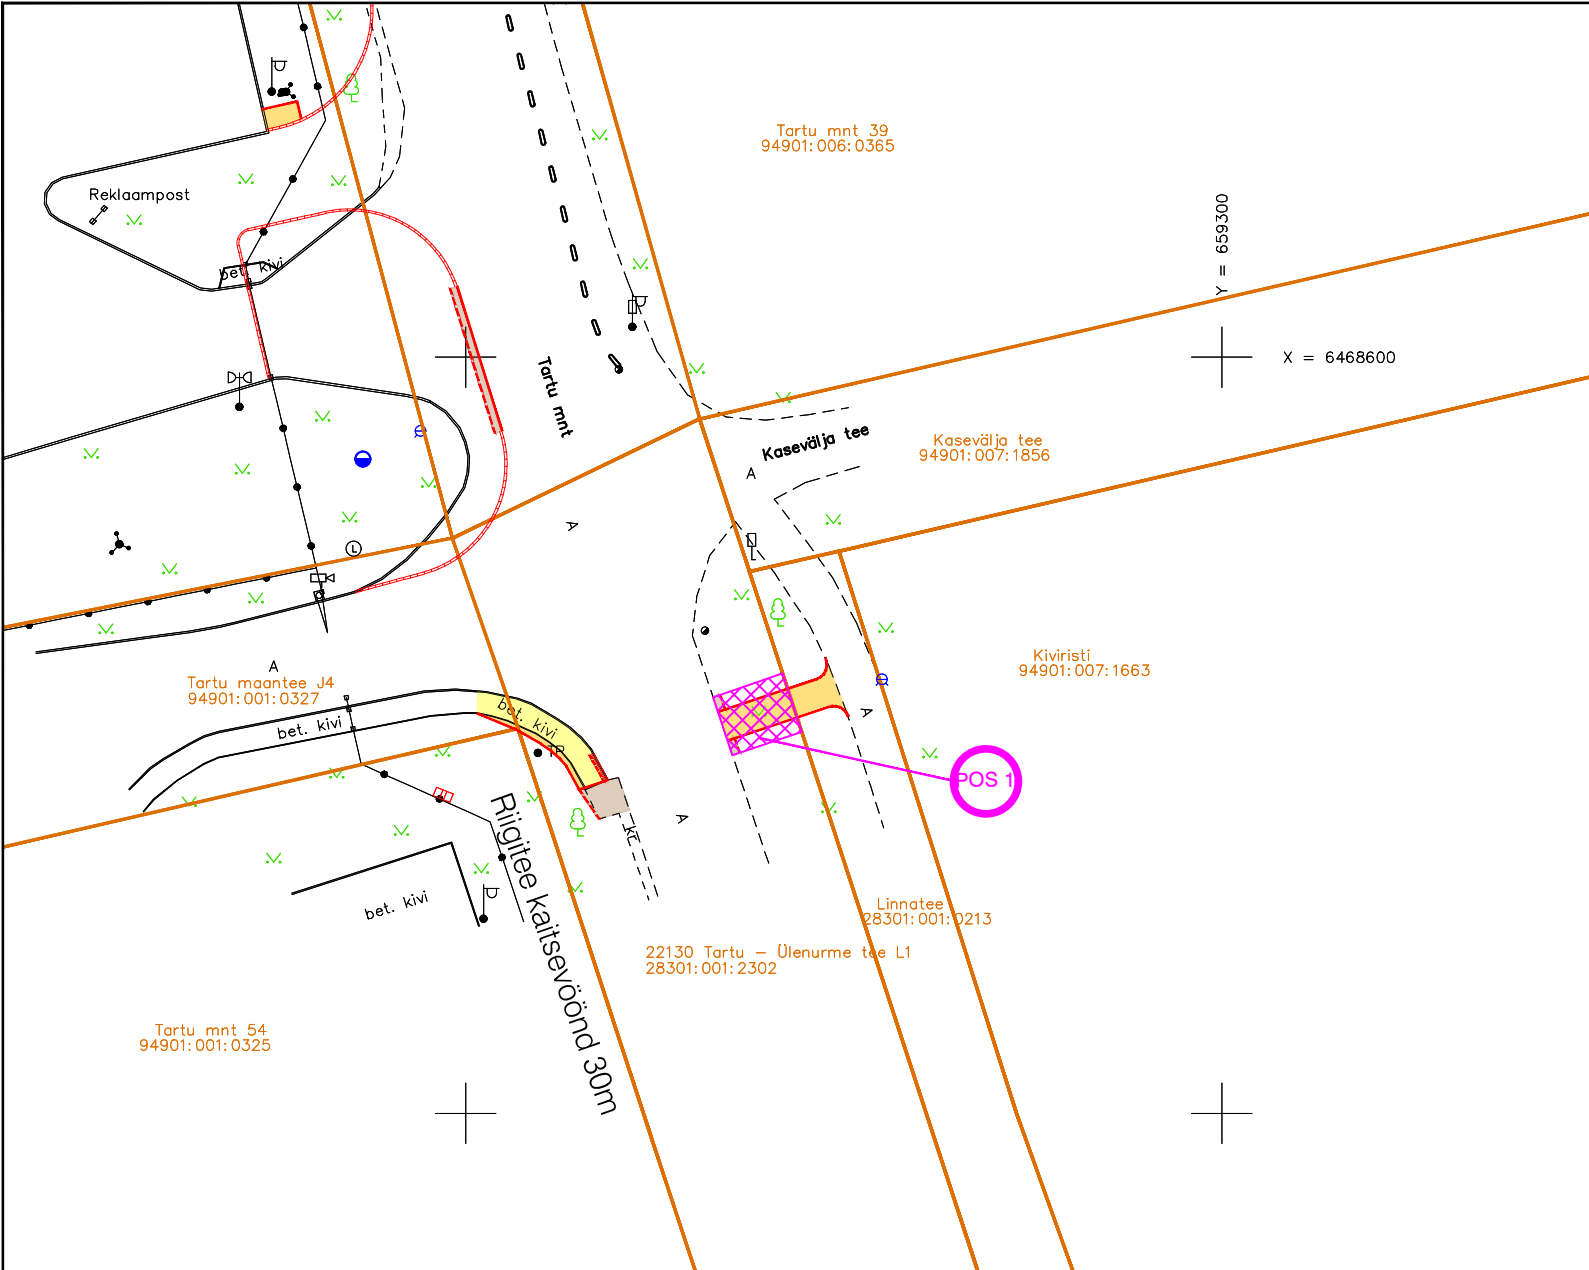 Tartu mnt 39
94901:006:0365
Reklaampost
Y = 659300
bet. kivi
X = 6468600
Tartu mnt
Kasevälja tee
Kasevälja tee
94901:007:1856
A
A
L
Kiviristi
94901:007:1663
A
Tartu maantee J4
94901:001:0327
bet. kivi
bet. kivi
A
TP
POS 1
Riigitee kaitsevöönd 30m
A
kr.
bet. kivi
Linnatee
28301:001:0213
22130 Tartu – Ülenurme tee L1
28301:001:2302
Tartu mnt 54
94901:001:0325